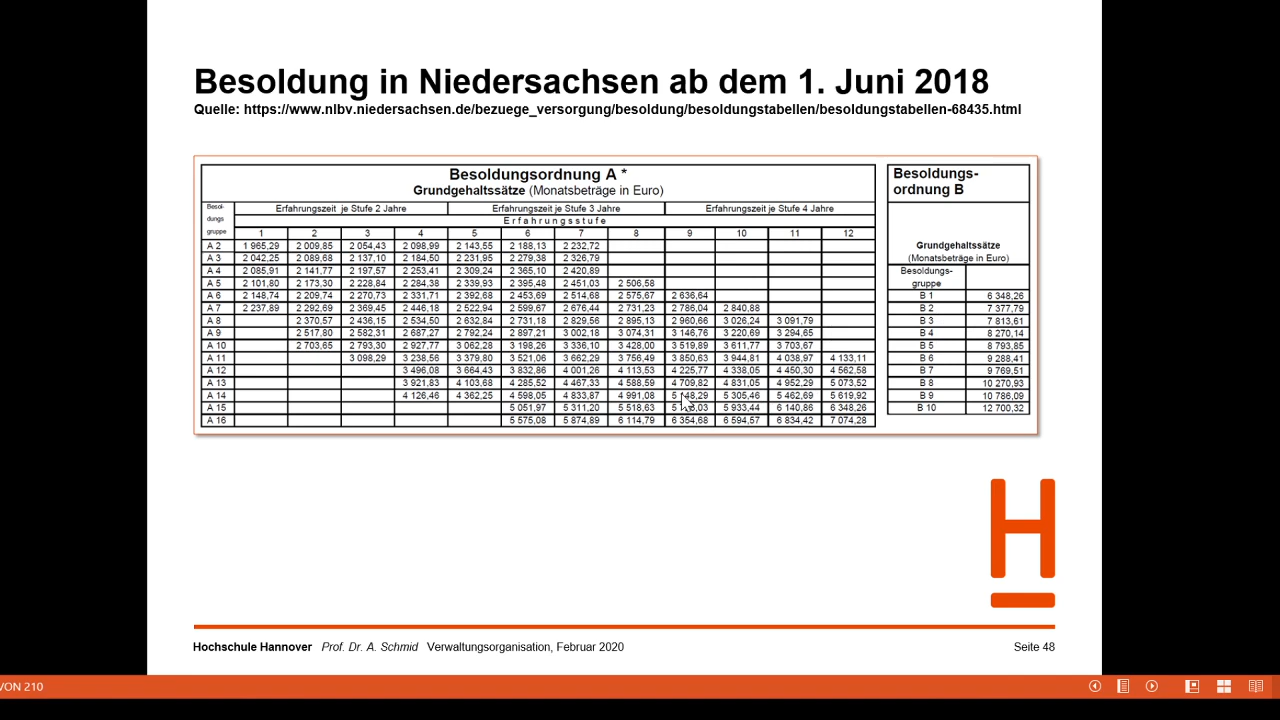 Besoldung in Niedersachsen ab dem 1. Juni 2018
Quelle: https://www.nlbv.niedersachsen.de/bezuege_versorgung/besoldung/besoldungstabellen/besoldungstabellen-68435.html
Besoldungsordnung A *
Grundgehaltssätze (Monatsbeträge in Euro)
Besol-
dungs
gruppe
Erfahrungszeit je Stufe 2 Jahre Erfahrungszeit je Stufe 3 Jahre Erfahrungszeit je Stufe 4 Jahre
Erfahrungsstufe
1 2 3 4 5 6 7 8 9 10 11 12
A 2 1 965,29 2 009,85 2 054,43 2 098,99 2 143,55 2 188,13 2 232,72
A 3 2 042,25 2 089,68 2 137,10 2 184,50 2 231,95 2 279,38 2 326,79
A 4 2 085,91 2 141,77 2 197,57 2 253,41 2 309,24 2 365,10 2 420,89
A 5 2 101,80 2 173,30 2 228,84 2 284,38 2 339,93 2 395,48 2 451,03 2 506,58
A 6 2 148,74 2 209,74 2 270,73 2 331,71 2 392,68 2 453,69 2 514,68 2 575,67 2 636,64
A 7 2 237,89 2 292,69 2 369,45 2 446,18 2 522,94 2 599,67 2 676,44 2 731,23 2 786,04 2 840,88
A 8 2 370,57 2 436,15 2 534,50 2 632,84 2 731,18 2 829,56 2 895,13 2 960,66 3 026,24 3 091,79
A 9 2 517,80 2 582,31 2 687,27 2 792,24 2 897,21 3 002,18 3 074,31 3 146,76 3 220,69 3 294,65
A 10 2 703,65 2 793,30 2 927,77 3 062,28 3 198,26 3 336,10 3 428,00 3 519,89 3 611,77 3 703,67
A 11 3 098,29 3 238,56 3 379,80 3 521,06 3 662,29 3 756,49 3 850,63 3 944,81 4 038,97 4 133,11
A 12 3 496,08 3 664,43 3 832,86 4 001,26 4 113,53 4 225,77 4 338,05 4 450,30 4 562,58
A 13 3 921,83 4 103,68 4 285,52 4 467,33 4 588,59 4 709,82 4 831,05 4 952,29 5 073,52
A 14 4 126,46 4 362,25 4 598,05 4 833,87 4 991,08 5 148,29 5 305,46 5 462,69 5 619,92
A 15 5 051,97 5 311,20 5 518,63 5 933,44 6 140,86 6 348,26
A 16 5 575,08 5 874,89 6 114,79 6 354,68 6 594,57 6 834,42 7 074,28
Besoldungs-
ordnung B
Grundgehaltssätze
(Monatsbeträge in Euro)
Besoldungs-
gruppe
B 1 6 348,26
B 2 7 377,79
B 3 7 813,61
B 4 8 270,14
B 5 8 793,85
B 6 9 288,41
B 7 9 769,51
B 8 10 270,93
B 9 10 786,09
B 10 12 700,32
H
Hochschule Hannover Prof. Dr. A. Schmid Verwaltungsorganisation, Februar 2020 Seite 48
VON 210